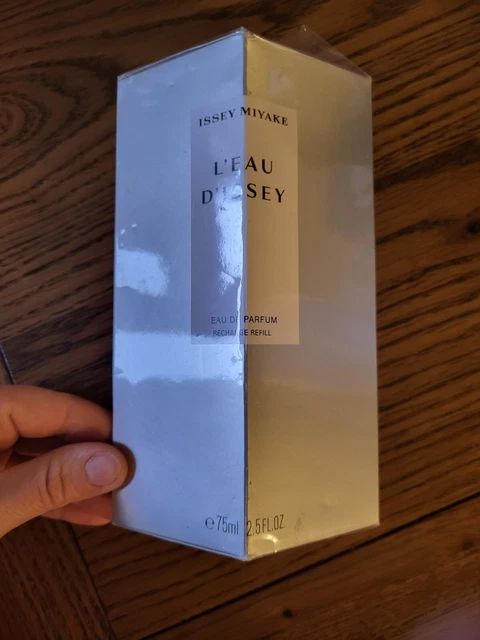 ISSEY MIYAKE
L'EAU
D'ISSEY
EAU DE PARFUM
RECHARGE REFILL
℮75ml 2.5FL.OZ